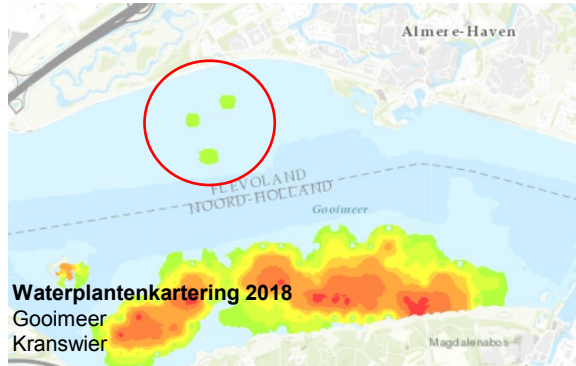 Almere-Haven
FLEVOLAND
NOORD-HOLLAND
Gooimeer
Waterplantenkartering 2018
Gooimeer
Kranswier
Magdalenabos